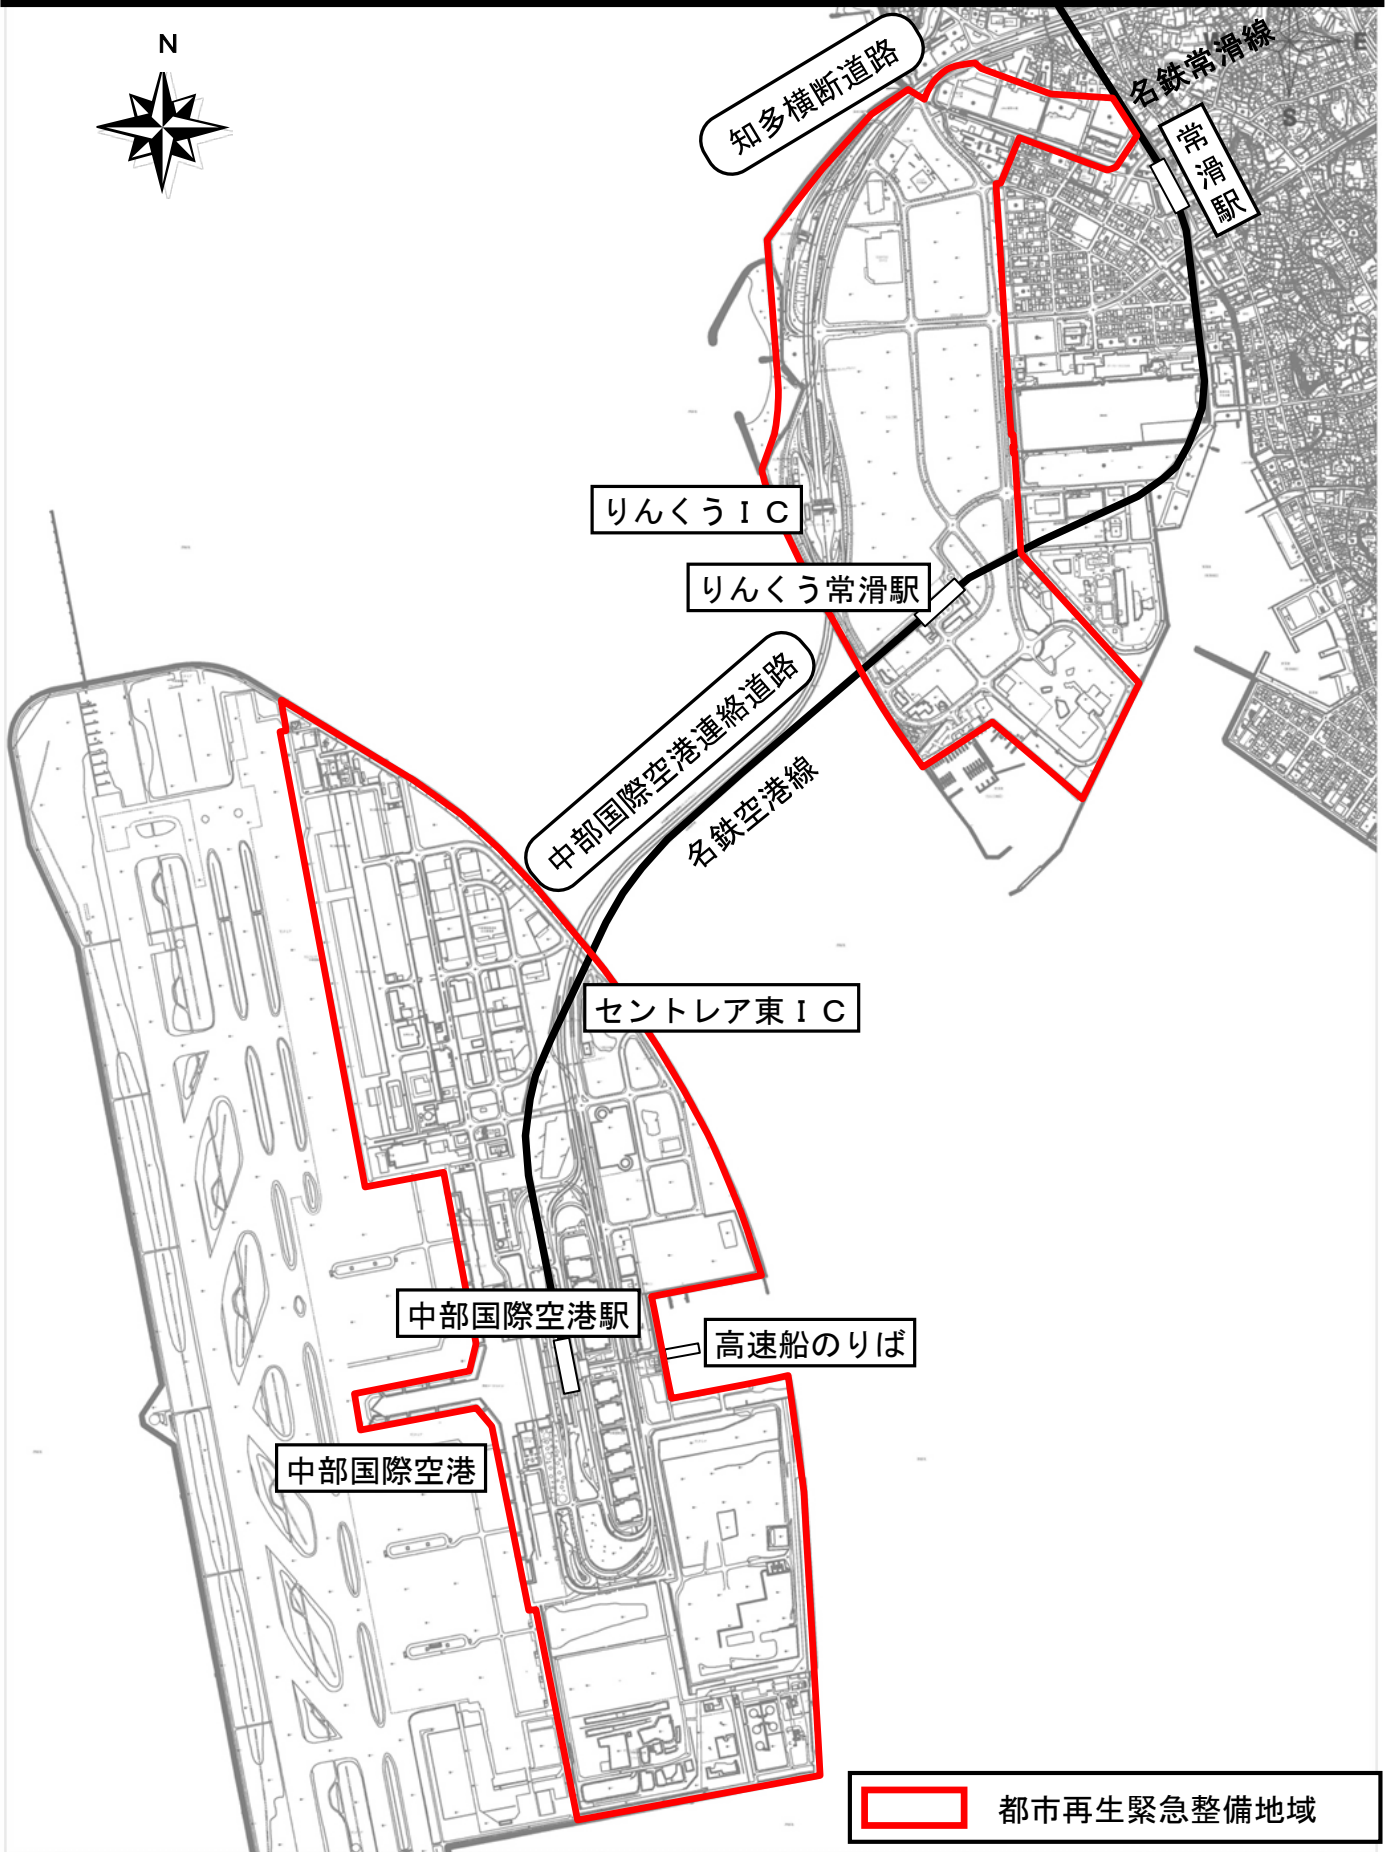 N
知多横断道路
名鉄常滑線
E
S
常滑駅
りんくうＩＣ
りんくう常滑駅
中部国際空港連絡道路
名鉄空港線
セントレア東ＩＣ
中部国際空港駅
高速船のりば
中部国際空港
都市再生緊急整備地域